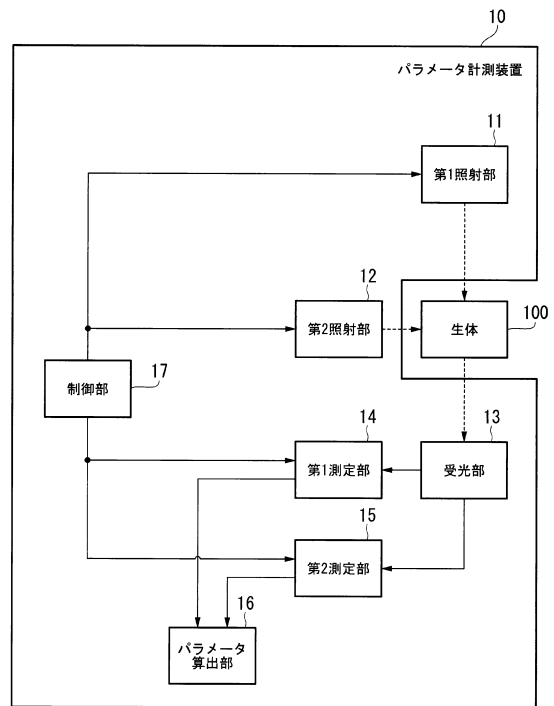 10
パラメータ計測装置
11
第1照射部
12
第2照射部
生体
100
制御部
17
14
第1測定部
13
受光部
15
第2測定部
16
パラメータ
算出部